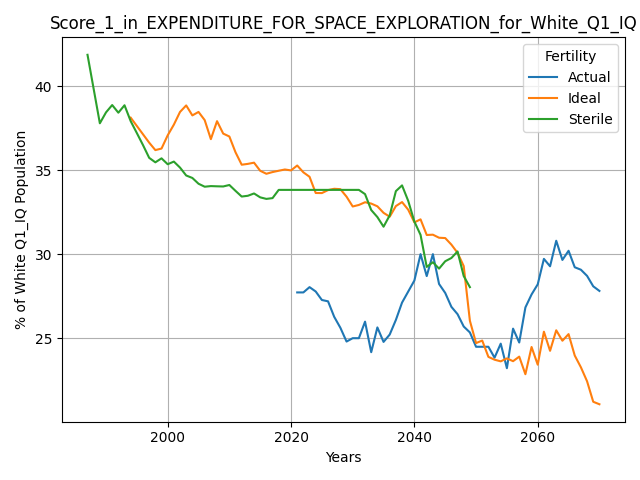 Score_1_in_EXPENDITURE_FOR_SPACE_EXPLORATION_for_White_Q1_IQ
Fertility
Actual
Ideal
Sterile
% of White Q1_IQ Population
40
35
30
25
2000
2020
2040
2060
Years